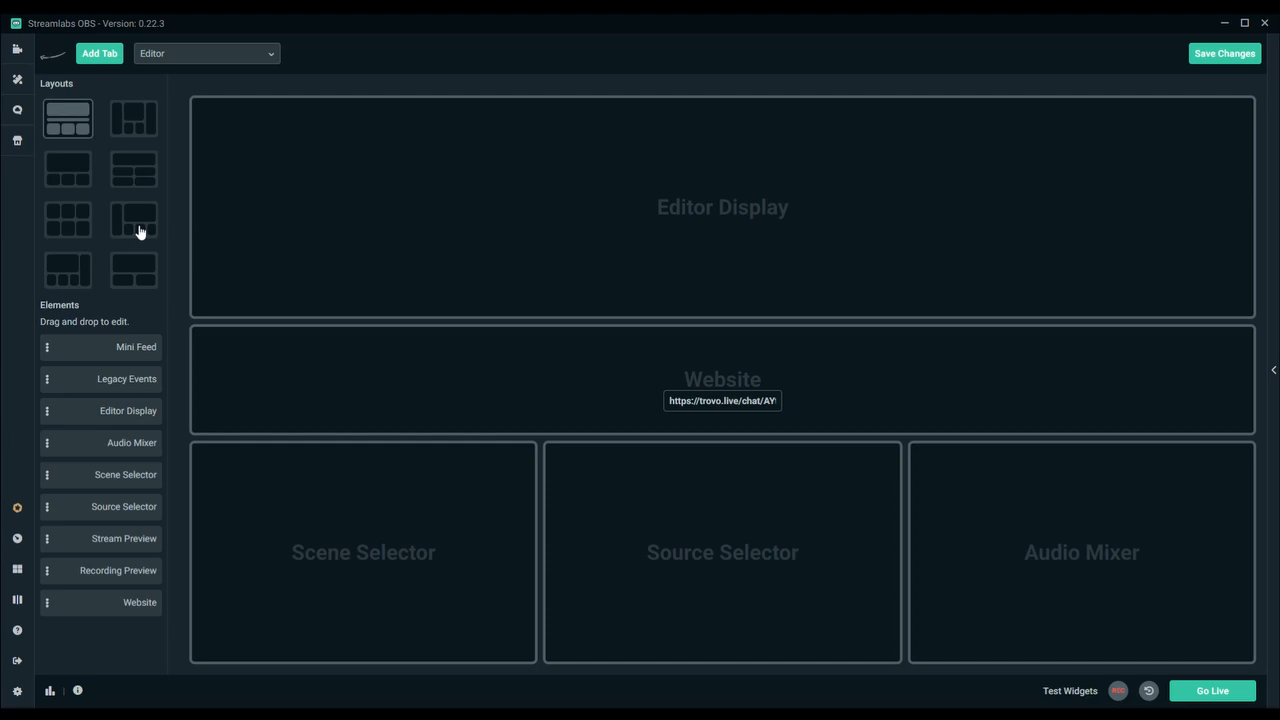 Streamlabs OBS - Version: 0.22.3
Add Tab
Editor
Save Changes
Layouts
Elements
Drag and drop to edit.
Mini Feed
Legacy Events
Editor Display
Audio Mixer
Scene Selector
Source Selector
Stream Preview
Recording Preview
Website
Editor Display
Website
https://trovo.live/chat/AY
Scene Selector
Source Selector
Audio Mixer
Test Widgets
REC
Go Live